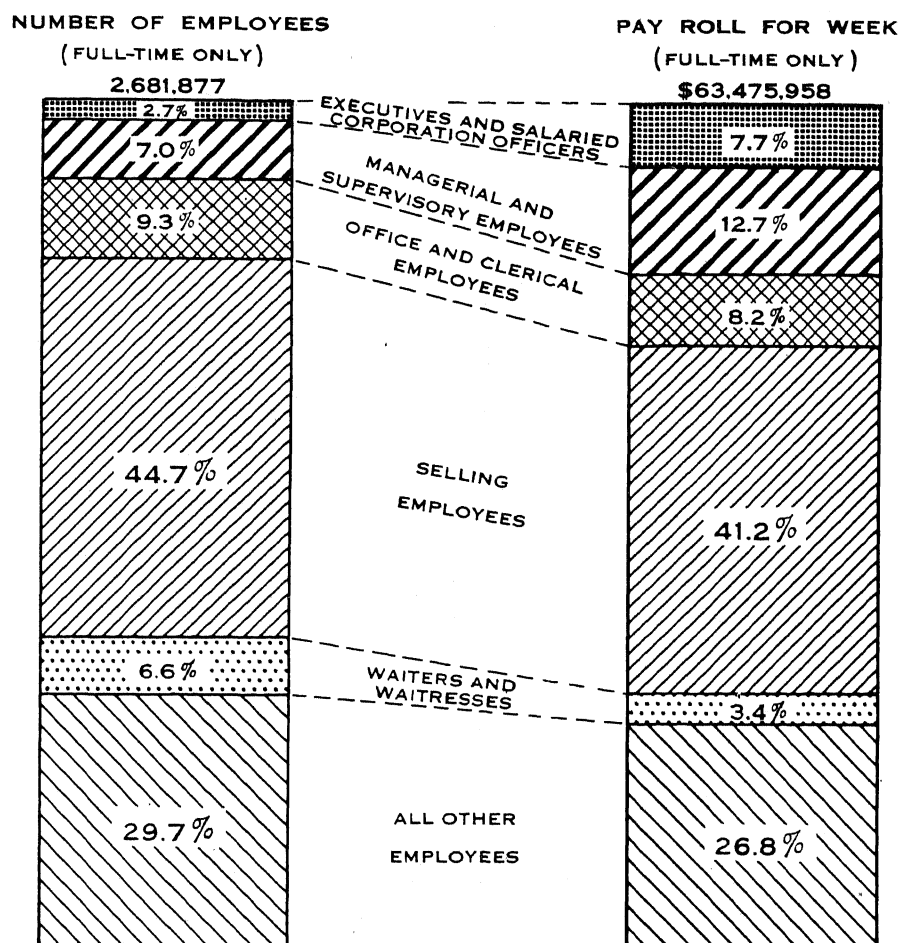 NUMBER OF EMPLOYEES
(FULL-TIME ONLY)
2,681,877
PAY ROLL FOR WEEK
(FULL-TIME ONLY)
$63,475,958
2.7%
EXECUTIVES AND SALARIED
CORPORATION OFFICERS
7.7%
7.0%
MANAGERIAL AND
SUPERVISORY EMPLOYEES
12.7%
9.3%
OFFICE AND CLERICAL
EMPLOYEES
8.2%
44.7%
SELLING
EMPLOYEES
41.2%
6.6%
WAITERS AND
WAITRESSES
3.4%
29.7%
ALL OTHER
EMPLOYEES
26.8%